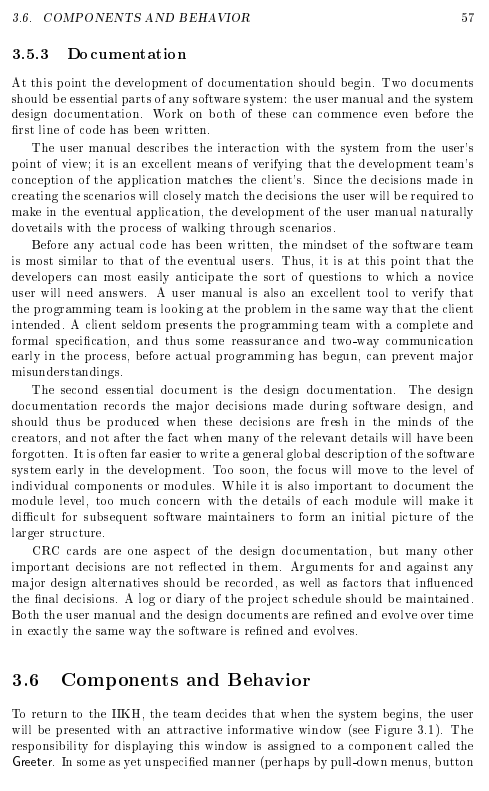 3.6. COMPONENTS AND BEHAVIOR 57
3.5.3 Documentation
At this point the development of documentation should begin. Two documents
should be essential parts of any software system: the user manual and the system
design documentation. Work on both of these can commence even before the
first line of code has been written.
The user manual describes the interaction with the system from the user's
point of view; it is an excellent means of verifying that the development team's
conception of the application matches the client's. Since the decisions made in
creating the scenarios will closely match the decisions the user will be required to
make in the eventual application, the development of the user manual naturally
dovetails with the process of walking through scenarios.
Before any actual code has been written, the mindset of the software team
is most similar to that of the eventual users. Thus, it is at this point that the
developers can most easily anticipate the sort of questions to which a novice
user will need answers. A user manual is also an excellent tool to verify that
the programming team is looking at the problem in the same way that the client
intended. A client seldom presents the programming team with a complete and
formal specification, and thus some reassurance and two-way communication
early in the process, before actual programming has begun, can prevent major
misunderstandings.
The second essential document is the design documentation. The design
documentation records the major decisions made during software design, and
should thus be produced when these decisions are fresh in the minds of the
creators, and not after the fact when many of the relevant details will have been
forgotten. It is often far easier to write a general global description of the software
system early in the development. Too soon, the focus will move to the level of
individual components or modules. While it is also important to document the
module level, too much concern with the details of each module will make it
difficult for subsequent software maintainers to form an initial picture of the
larger structure.
CRC cards are one aspect of the design documentation, but many other
important decisions are not reflected in them. Arguments for and against any
major design alternatives should be recorded, as well as factors that influenced
the final decisions. A log or diary of the project schedule should be maintained.
Both the user manual and the design documents are refined and evolve over time
in exactly the same way the software is refined and evolves.
3.6 Components and Behavior
To return to the IIKH, the team decides that when the system begins, the user
will be presented with an attractive informative window (see Figure 3.1). The
responsibility for displaying this window is assigned to a component called the
Greeter. In some as yet unspecified manner (perhaps by pull-down menus, button